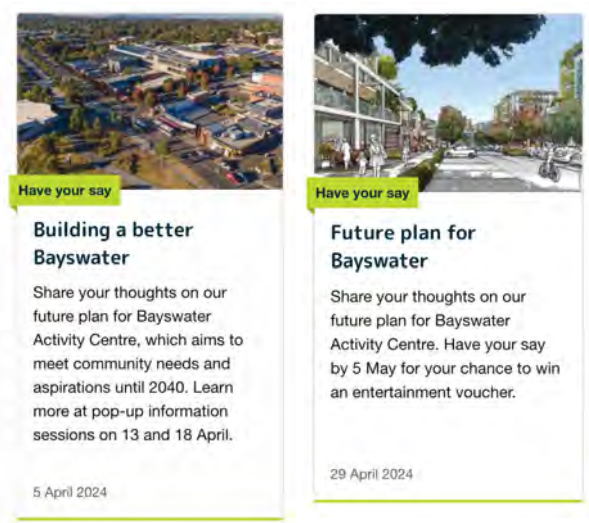 Have your say
Building a better
Bayswater
Share your thoughts on our
future plan for Bayswater
Activity Centre, which aims to
meet community needs and
aspirations until 2040. Learn
more at pop-up information
sessions on 13 and 18 April.
5 April 2024
Have your say
Future plan for
Bayswater
Share your thoughts on our
future plan for Bayswater
Activity Centre. Have your say
by 5 May for your chance to win
an entertainment voucher.
29 April 2024